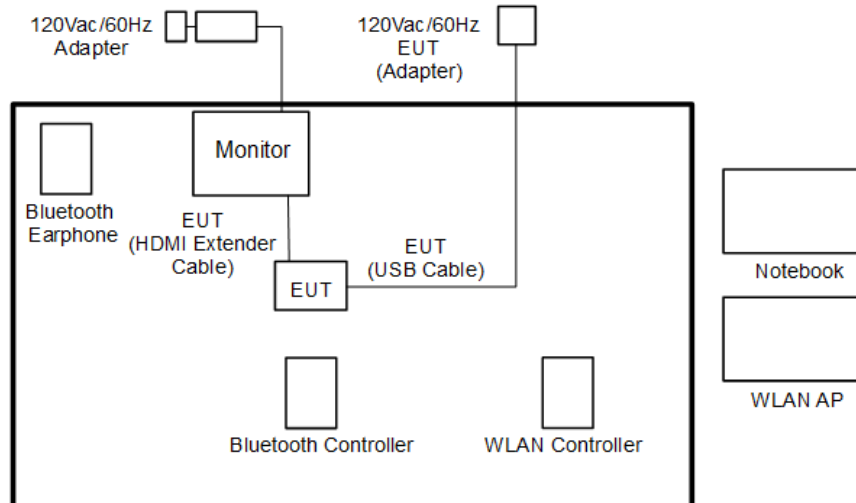 120Vac/60Hz
Adapter
120Vac/60Hz
EUT
(Adapter)
Monitor
Bluetooth
Earphone
EUT
(HDMI Extender
Cable)
EUT
(USB Cable)
EUT
Notebook
WLAN AP
Bluetooth Controller
WLAN Controller